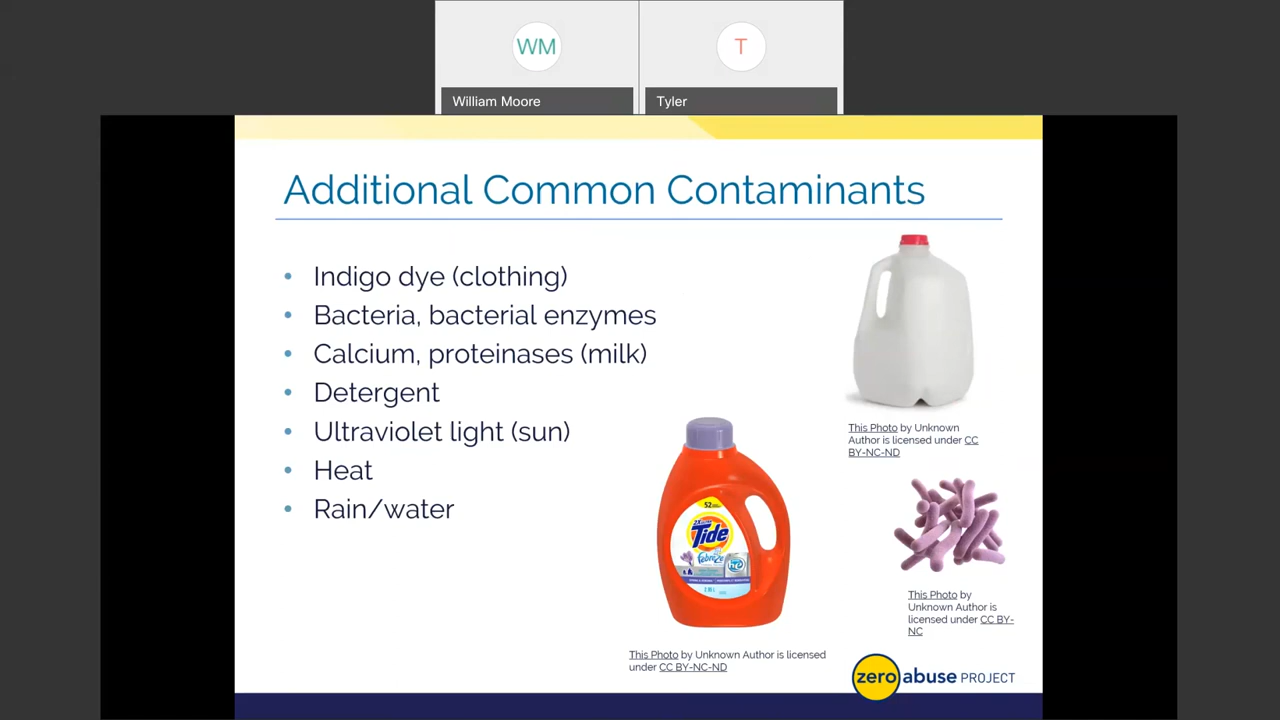 WM
T
William Moore
Tyler
Additional Common Contaminants
• Indigo dye (clothing)
• Bacteria, bacterial enzymes
• Calcium, proteinases (milk)
• Detergent
• Ultraviolet light (sun)
• Heat
• Rain/water
This Photo by Unknown
Author is licensed under CC
BY-NC-ND
52
Tide
febreze
he
This Photo by
Unknown Author is
licensed under CC BY-
NC
This Photo by Unknown Author is licensed
under CC BY-NC-ND
zero abuse PROJECT